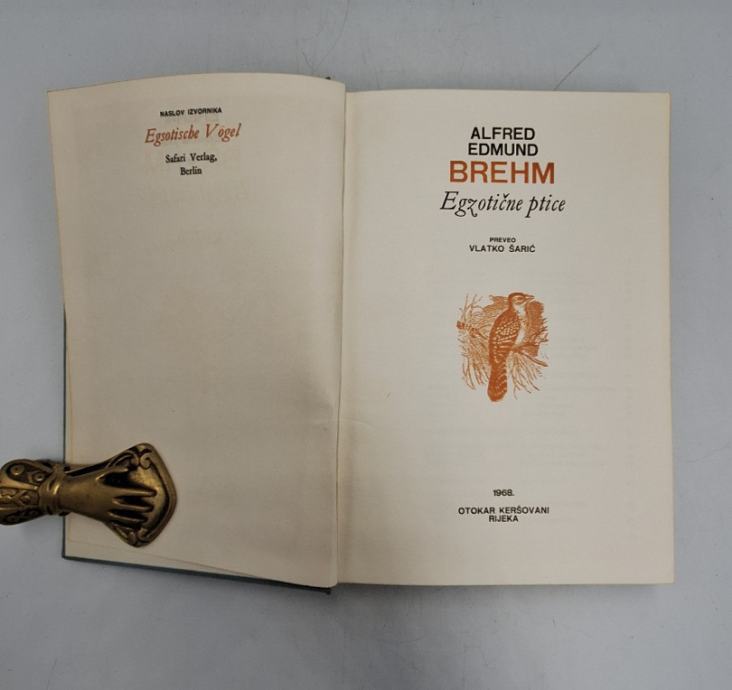 NASLOV IZVORNIKA
Egsotische Vögel
Safari Verlag,
Berlin
ALFRED
EDMUND
BREHM
Egzotične ptice
PREVEO
VLATKO ŠARIĆ
1968.
OTOKAR KERŠOVANI
RIJEKA